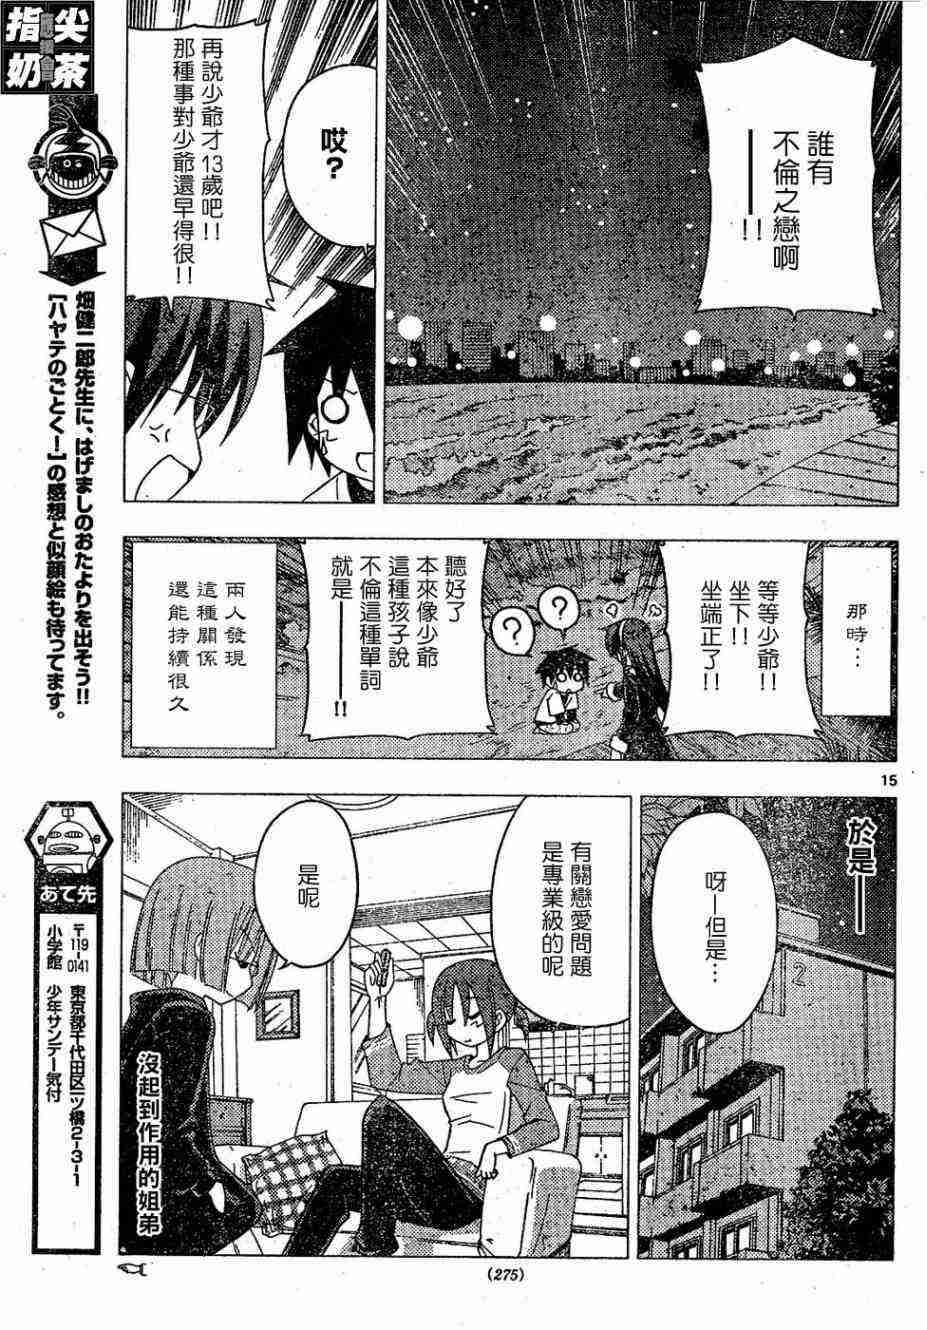 誰有
不倫之戀啊
——!!
哎？
再說少爺才13歲吧!!
那種事對少爺還早得很!!
那時…
等等少爺!!
坐下!!
坐端正了!!
?
?
聽好了
本來像少爺
這種孩子說
不倫這種單詞
就是——!!
兩人發現
這種關係
還能持續很久
15
於是——
呀—但是…
2
有關戀愛問題
是專業級的呢
是呢
沒起到作用的姐弟
(275)
指尖
奶茶
畑健二郎先生に、はげましのおたよりを出そう!!
［ハヤテのごとく！］の感想と似顔絵も待ってます。
あて先
〒119-0141 東京都千代田区一ツ橋2-3-1
小学館 少年サンデー気付